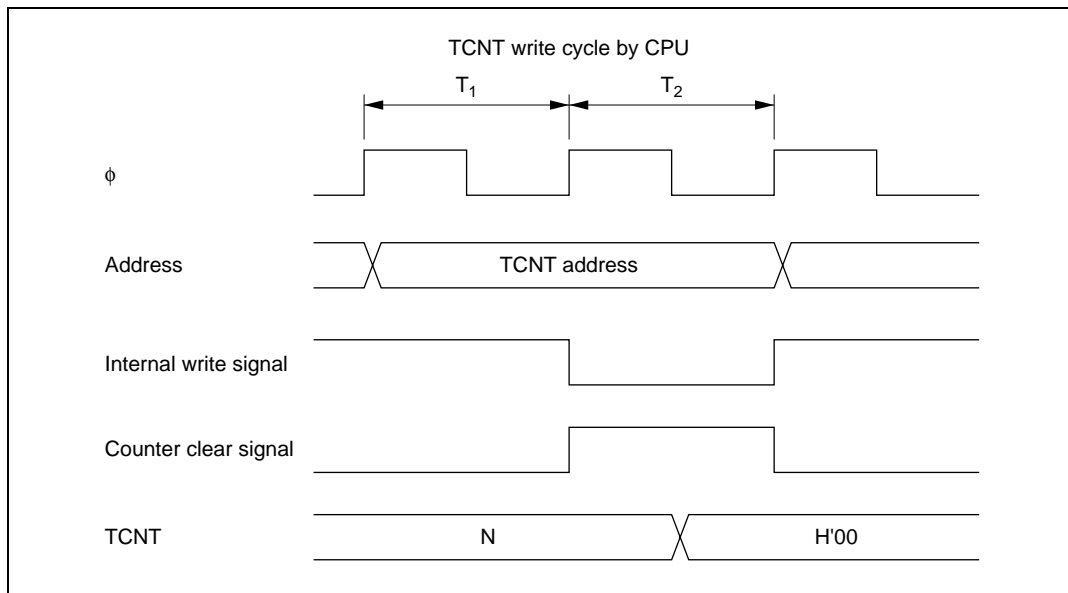 TCNT write cycle by CPU
T1 T2
ϕ
Address TCNT address
Internal write signal
Counter clear signal
TCNT N H'00